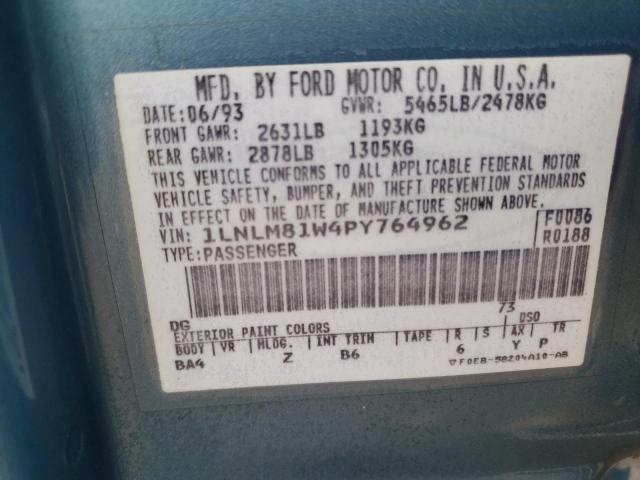 MFD. BY FORD MOTOR CO. IN U.S.A.
DATE: 06/93 GVWR: 5465LB/2478KG
FRONT GAWR: 2631LB 1193KG
REAR GAWR: 2878LB 1305KG
THIS VEHICLE CONFORMS TO ALL APPLICABLE FEDERAL MOTOR
VEHICLE SAFETY, BUMPER, AND THEFT PREVENTION STANDARDS
IN EFFECT ON THE DATE OF MANUFACTURE SHOWN ABOVE.
VIN: 1LNLM81W4PY764962 F0086
TYPE: PASSENGER R0188
73
DG DSO
EXTERIOR PAINT COLORS
BODY VR MLDG. INT TRIM TAPE R S AX TR
BA4 Z B6 6 Y P
▽F0EB-58204A10-AB